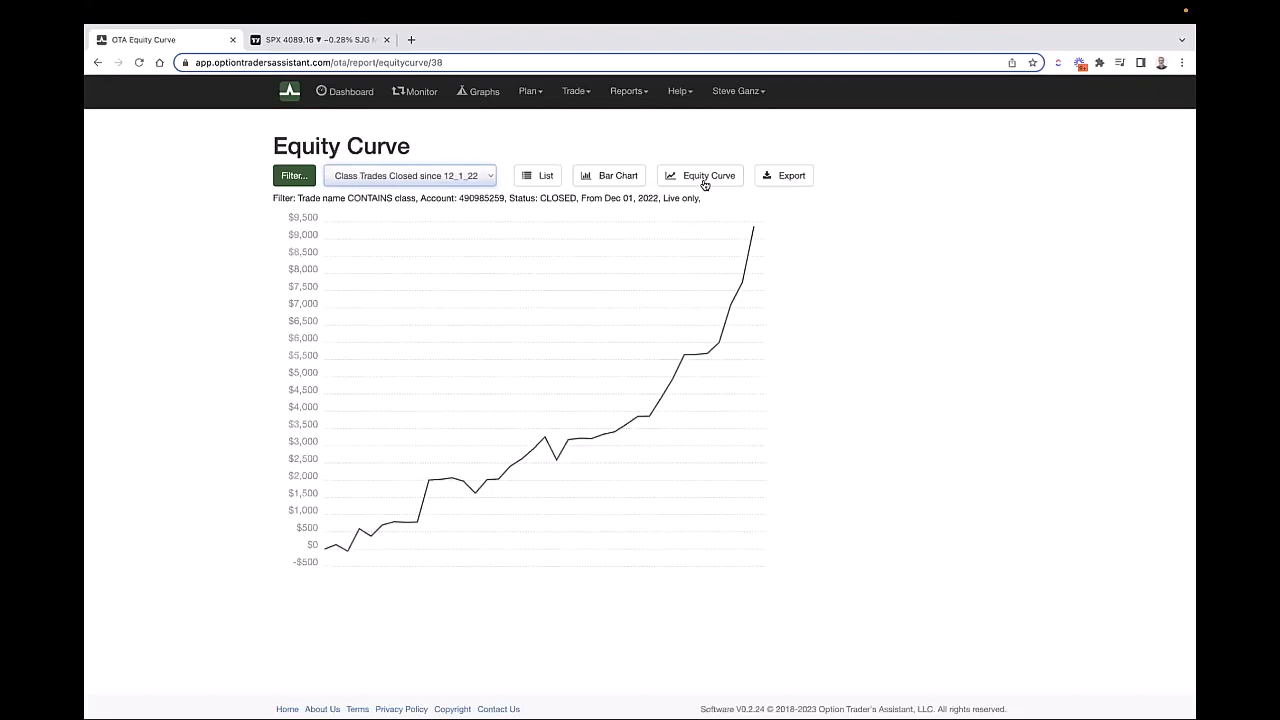 OTA Equity Curve
SPX 4089.16 ▼ −0.28% SJG M
app.optiontradersassistant.com/ota/report/equitycurve/38
Dashboard Monitor Graphs Plan Trade Reports Help Steve Ganz
Equity Curve
Filter... Class Trades Closed since 12_1_22 List Bar Chart Equity Curve Export
Filter: Trade name CONTAINS class, Account: 490985259, Status: CLOSED, From Dec 01, 2022, Live only,
$9,500
$9,000
$8,500
$8,000
$7,500
$7,000
$6,500
$6,000
$5,500
$5,000
$4,500
$4,000
$3,500
$3,000
$2,500
$2,000
$1,500
$1,000
$500
$0
-$500
Home About Us Terms Privacy Policy Copyright Contact Us Software V0.2.24 © 2018-2023 Option Trader's Assistant, LLC. All rights reserved.